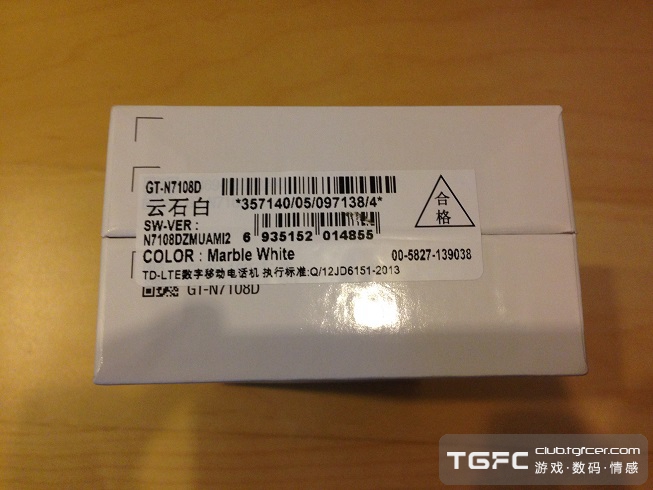 GT-N7108D
*357140/05/097138/4*
云石白
合
格
SW-VER :
N7108DZMUAMI2
6 935152 014855
COLOR : Marble White
00-5827-139038
TD-LTE数字移动电话机 执行标准:Q/12JD6151-2013
GT-N7108D
TGFC club.tgfcer.com
游戏·数码·情感